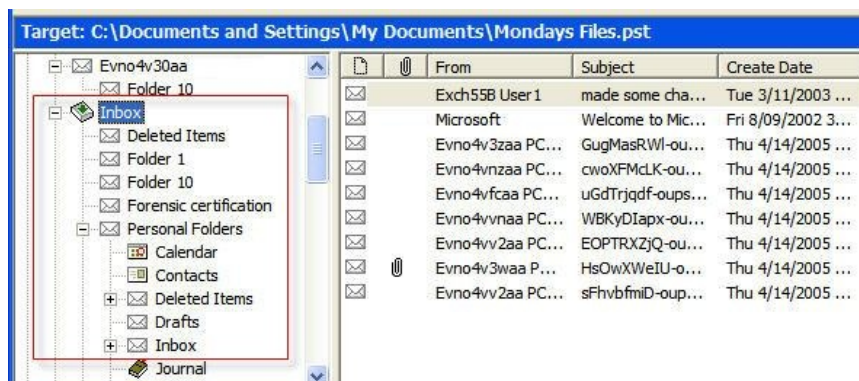 Target: C:\Documents and Settings\My Documents\Mondays Files.pst
Evno4v30aa
Folder 10
Inbox
Deleted Items
Folder 1
Folder 10
Forensic certification
Personal Folders
Calendar
Contacts
Deleted Items
Drafts
Inbox
Journal
From Subject Create Date
Exch55B User1 made some cha... Tue 3/11/2003 ...
Microsoft Welcome to Mic... Fri 8/09/2002 3...
Evno4v3zaa PC... GugMasRWl-ou... Thu 4/14/2005 ...
Evno4vnzaa PC... cwoXFMcLK-ou... Thu 4/14/2005 ...
Evno4vfcaa PC... uGdTrjqdf-oups... Thu 4/14/2005 ...
Evno4vvnaa PC... WBKyDIapx-ou... Thu 4/14/2005 ...
Evno4vv2aa PC... EOPTRXZjQ-ou... Thu 4/14/2005 ...
Evno4v3waa P... HsOwXWeIU-o... Thu 4/14/2005 ...
Evno4vv2aa PC... sFhvbfmiD-oup... Thu 4/14/2005 ...